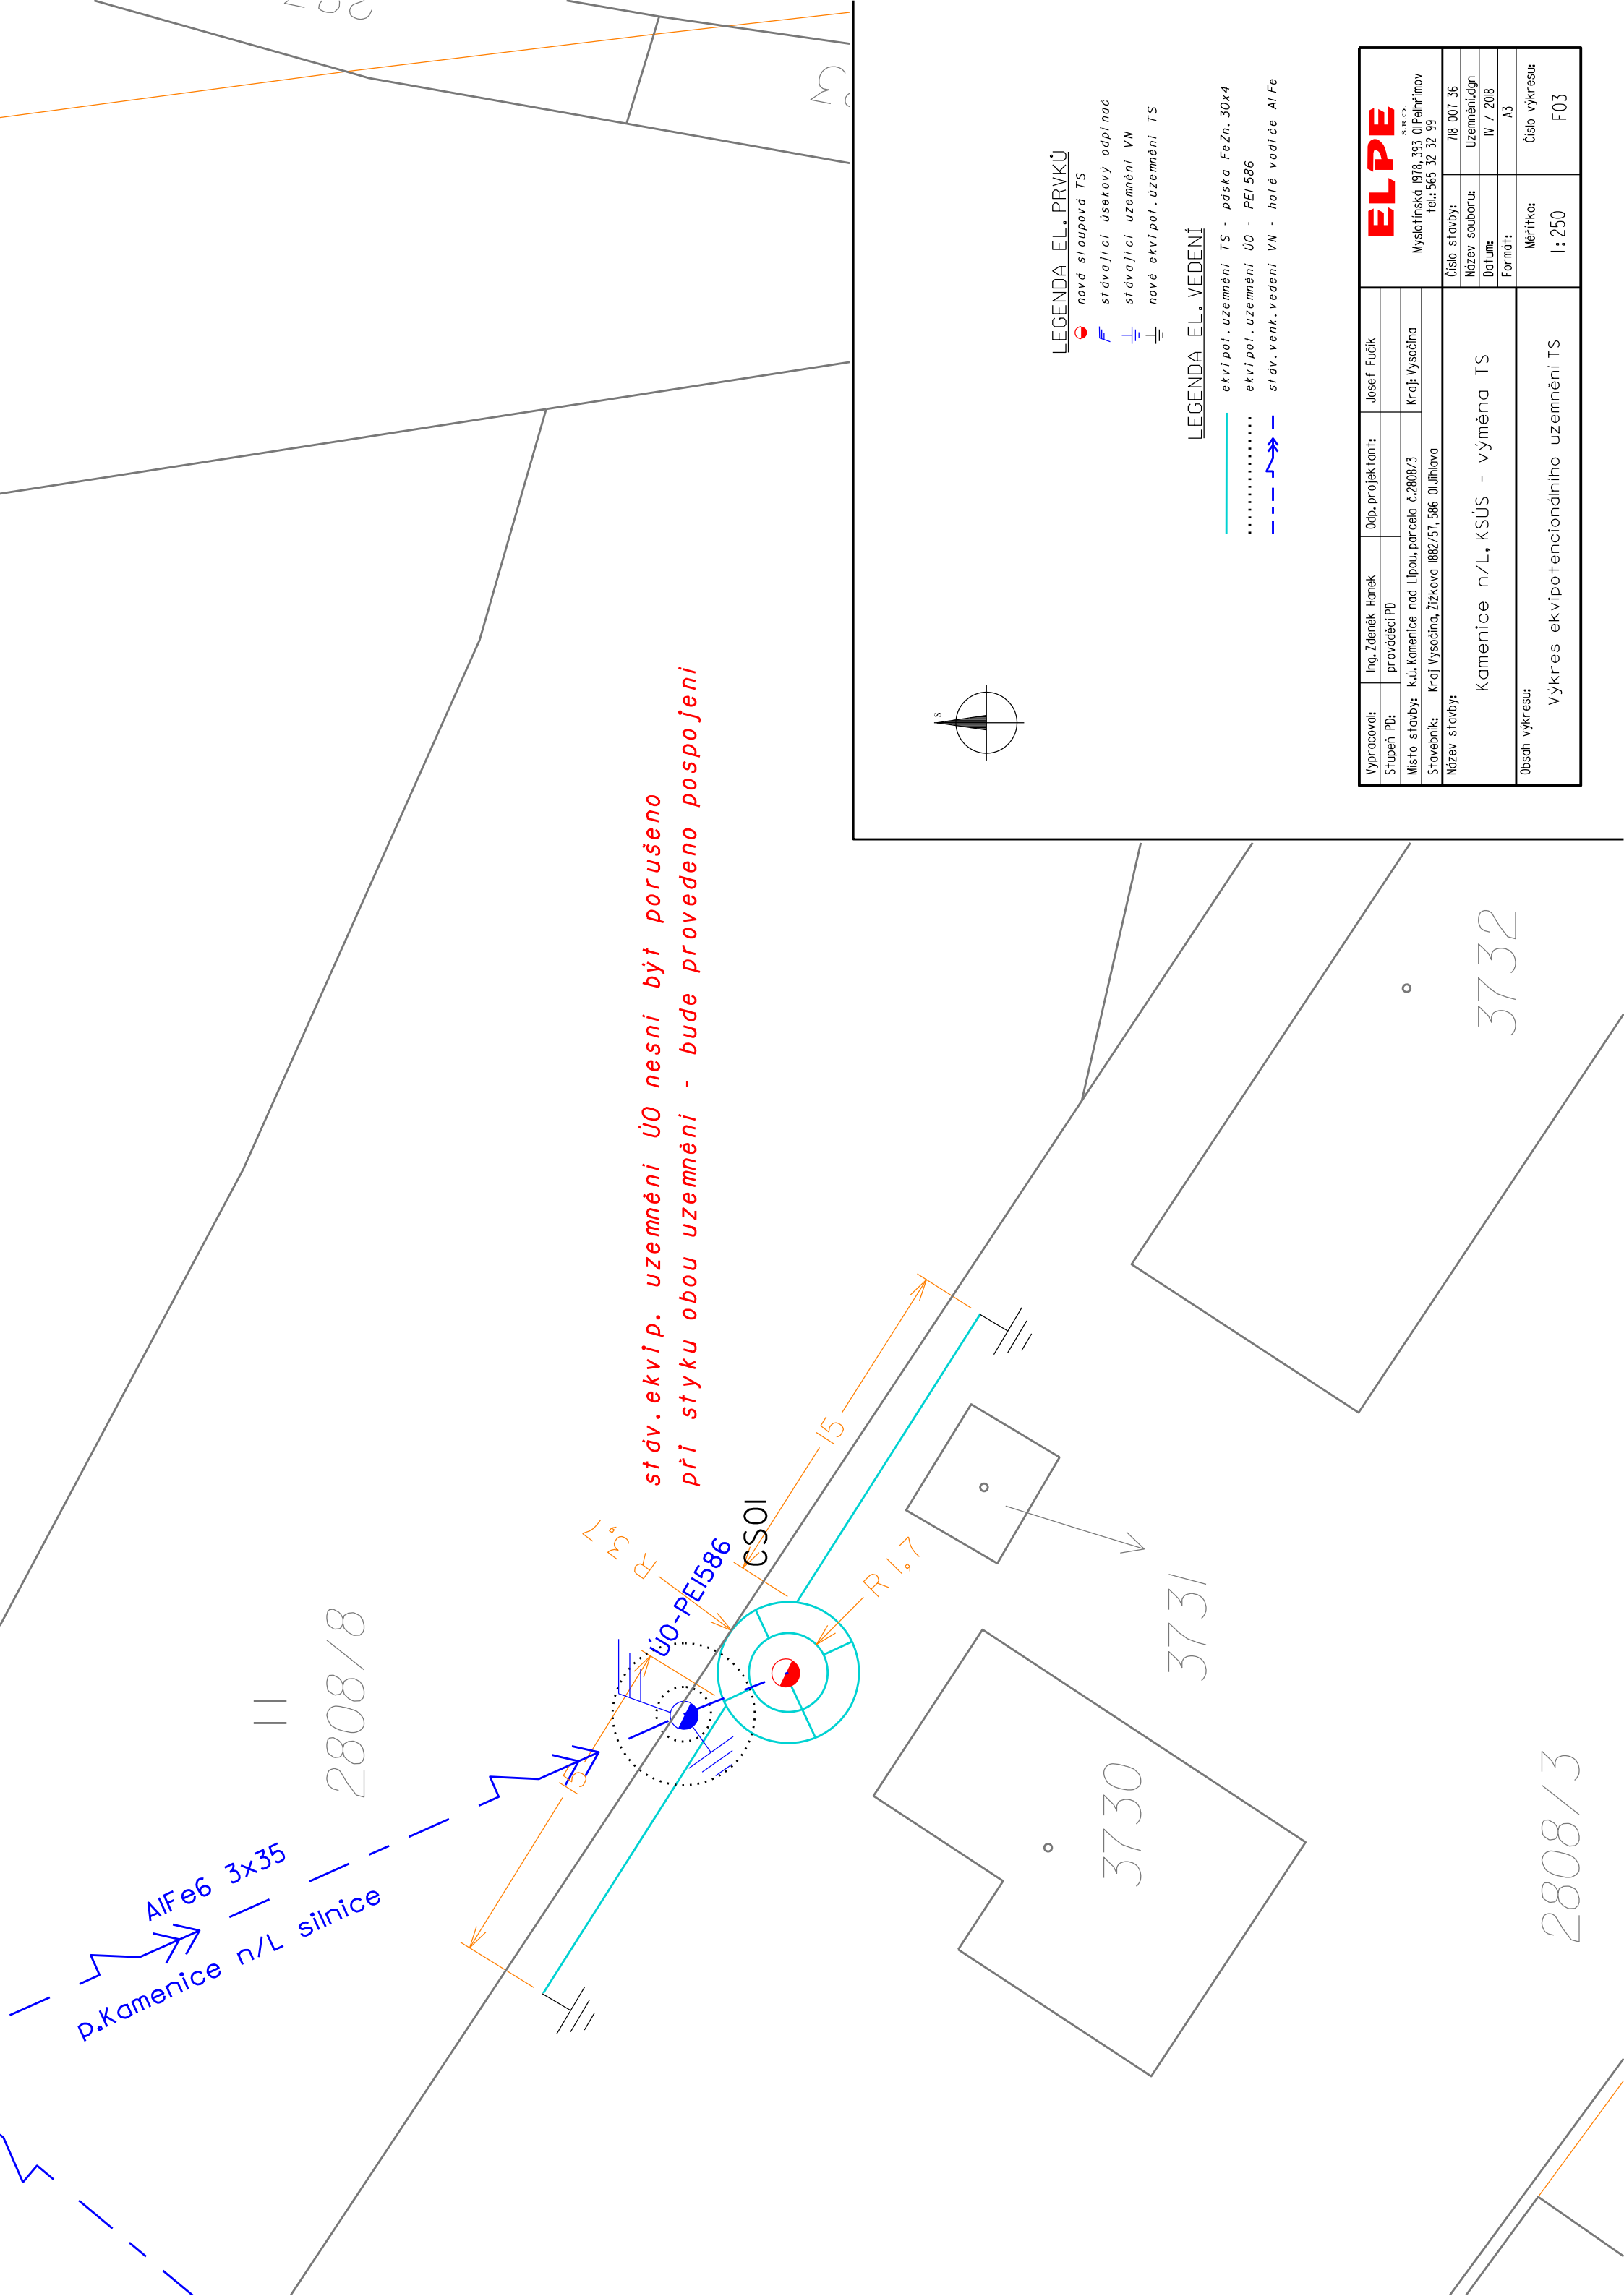 stáv.ekvip. uzemnění ÚO nesní být porušeno
při styku obou uzemnění - bude provedeno pospojení
2808/8
AlFe6 3x35
p.Kamenice n/L silnice
ÚO-PE1586
CS01
R 3,7
R 1,7
15
15
3730
3731
3732
2808/3
S
LEGENDA EL. PRVKŮ
nová sloupová TS
stávající úsekový odpínač
stávající uzemnění VN
nové ekvipot.územnění TS
LEGENDA EL. VEDENÍ
ekvipot.uzemnění TS - páska FeZn.30x4
ekvipot.uzemnění ÚO - PE1586
stáv.venk.vedení VN - holé vodiče AlFe
Vypracoval: Ing. Zdeněk Hanek Odp.projektant: Josef Fučík
Stupeň PD: prováděcí PD
Místo stavby: k.ú. Kamenice nad Lipou, parcela č.2808/3 Kraj: Vysočina
Stavebník: Kraj Vysočina, Žižkova 1882/57, 586 01 Jihlava
Název stavby:
Kamenice n/L, KSÚS - výměna TS
Obsah výkresu:
Výkres ekvipotencionálního uzemnění TS
ELPE
S.R.O.
Myslotínská 1978, 393 01 Pelhřimov
tel.: 565 32 32 99
Číslo stavby: 718 007 36
Název souboru: Uzemnění.dgn
Datum: IV / 2018
Formát: A3
Měřítko: Číslo výkresu:
1: 250 F03